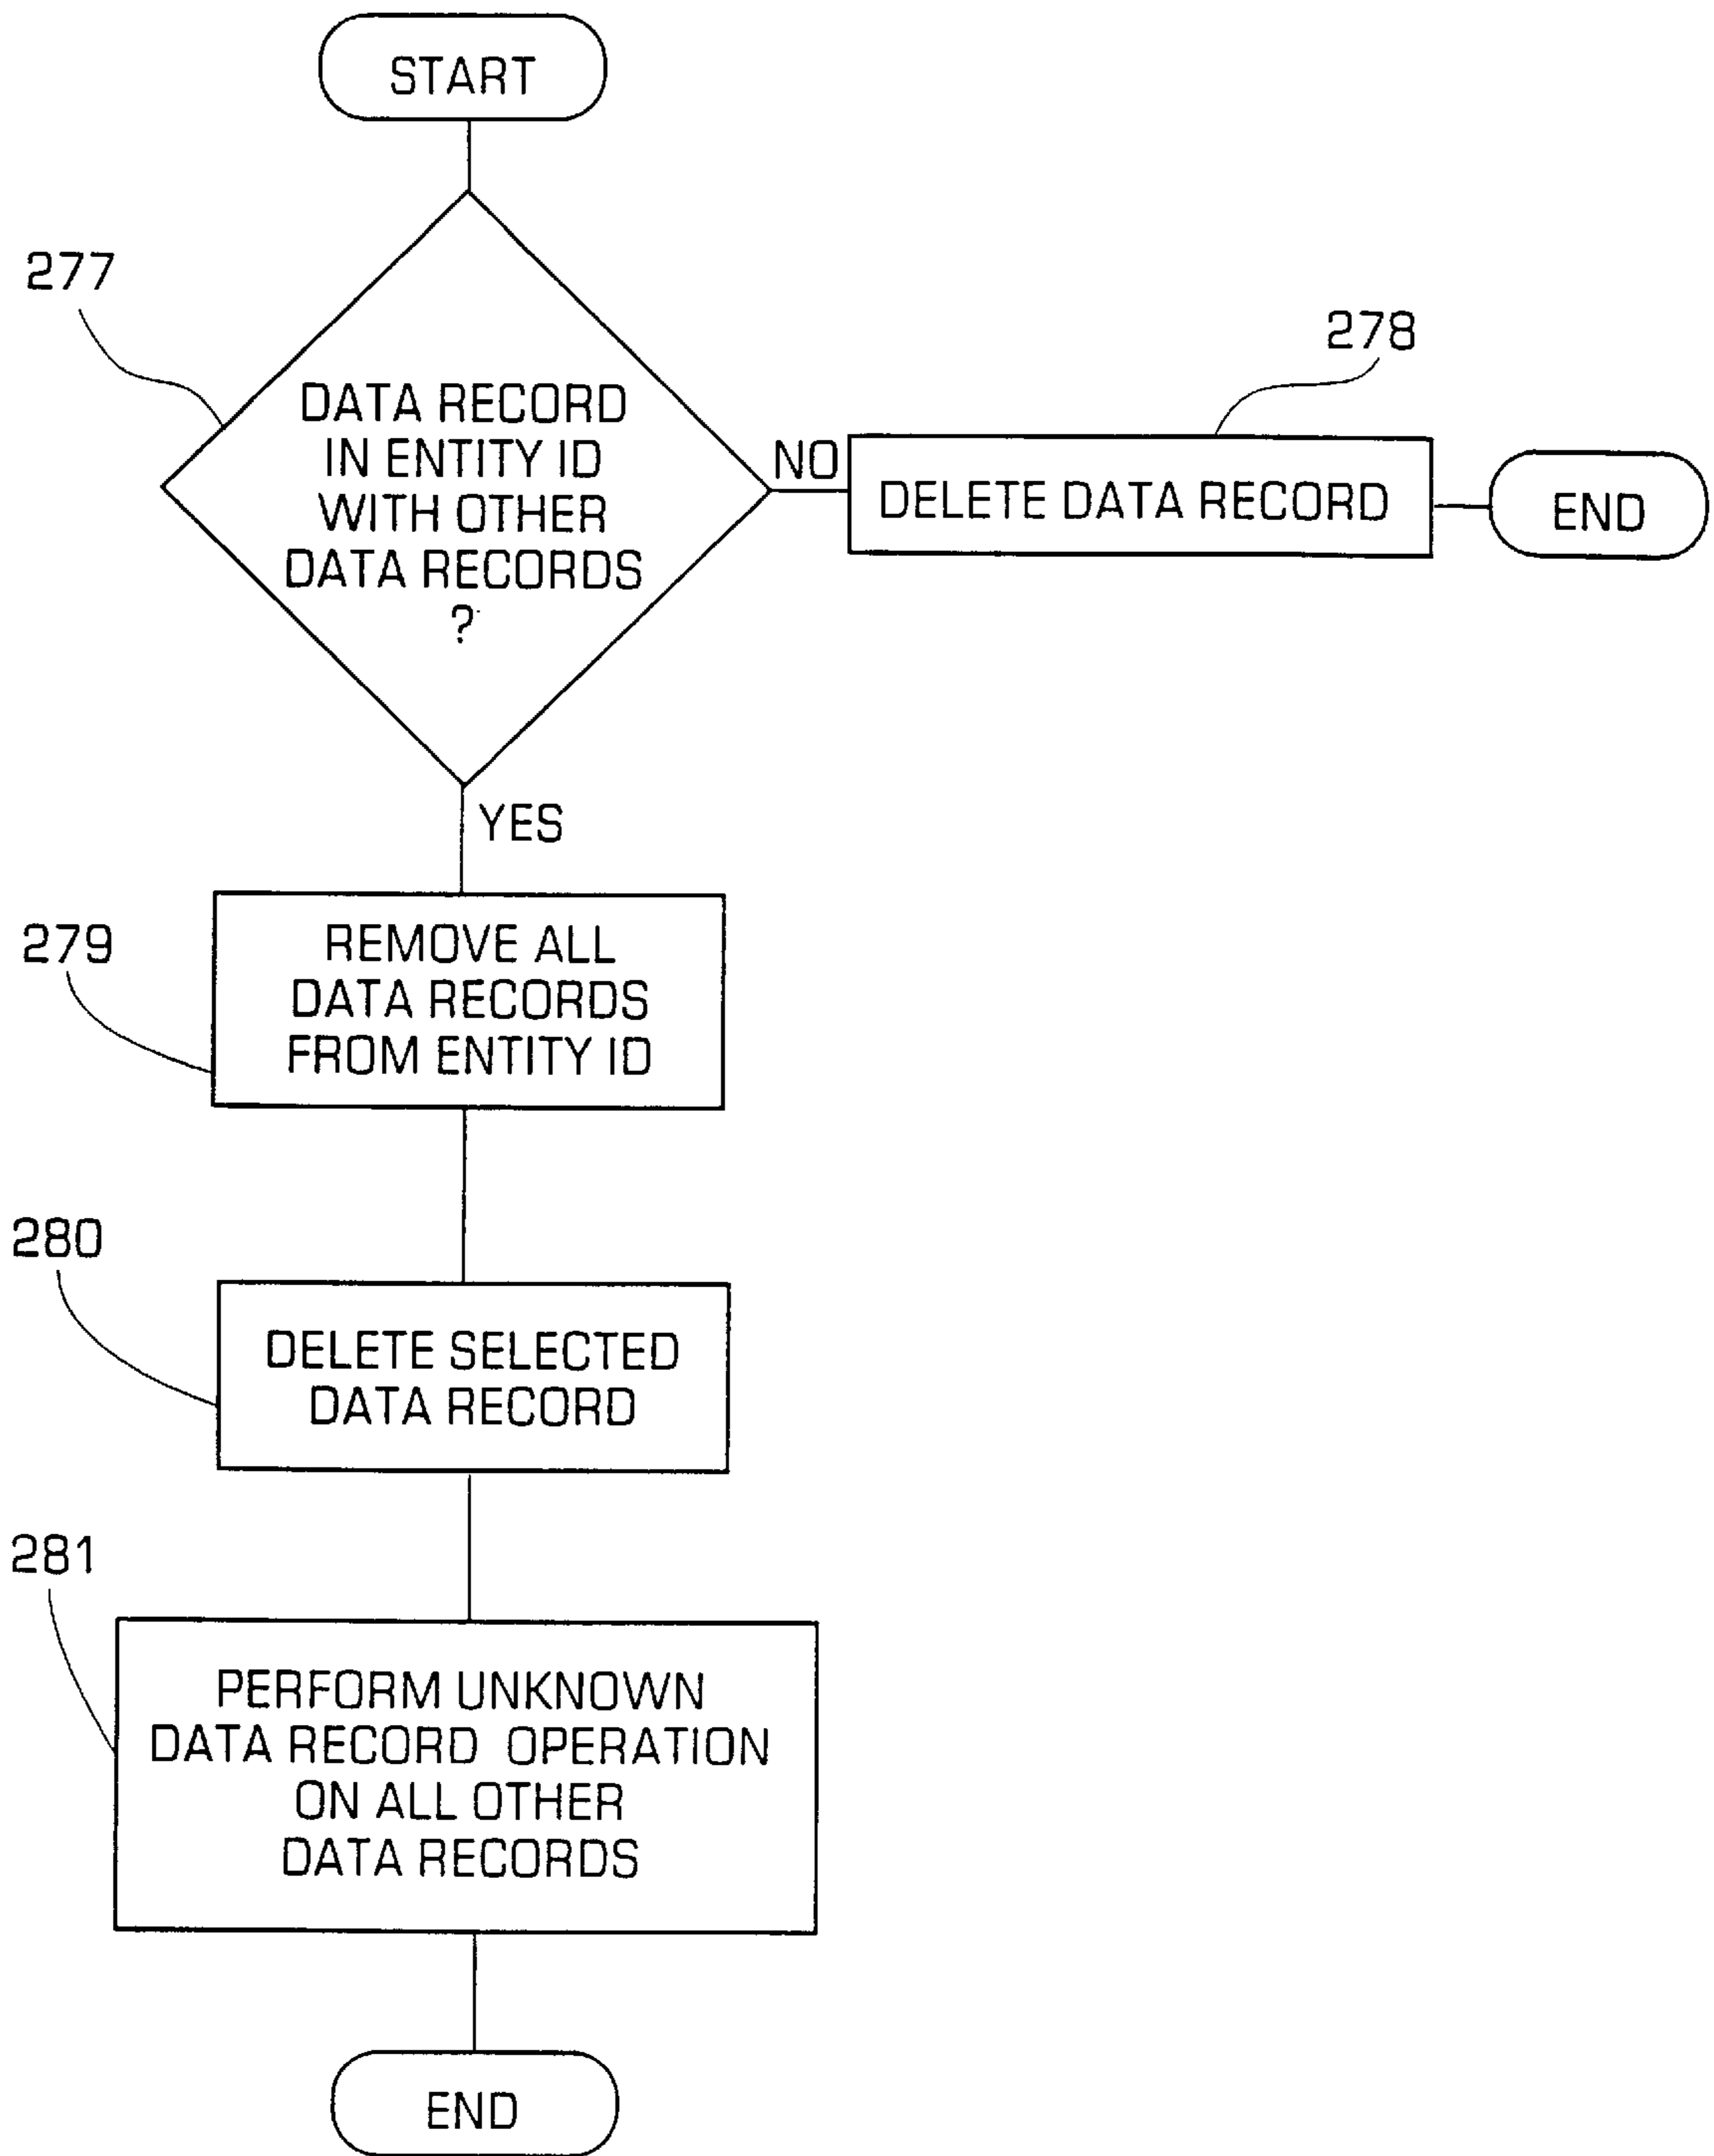 START
277
DATA RECORD
IN ENTITY ID
WITH OTHER
DATA RECORDS
?
NO
278
DELETE DATA RECORD
END
YES
279
REMOVE ALL
DATA RECORDS
FROM ENTITY ID
280
DELETE SELECTED
DATA RECORD
281
PERFORM UNKNOWN
DATA RECORD OPERATION
ON ALL OTHER
DATA RECORDS
END